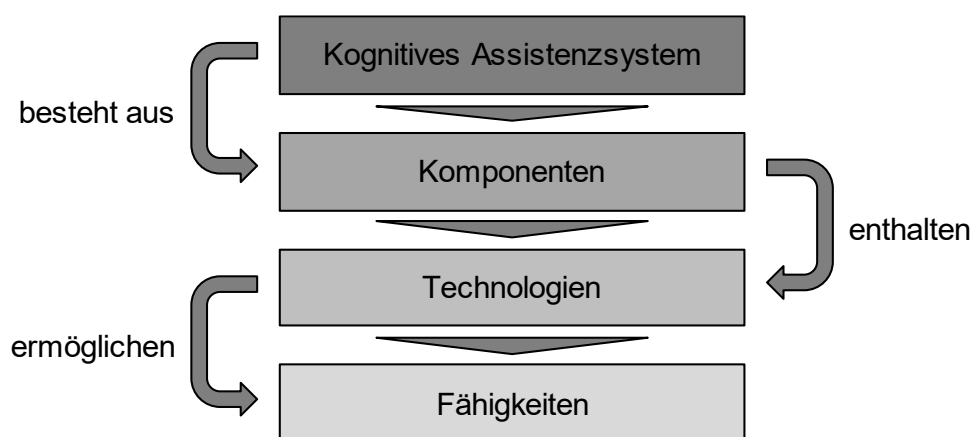 Kognitives Assistenzsystem
besteht aus
Komponenten
enthalten
Technologien
ermöglichen
Fähigkeiten